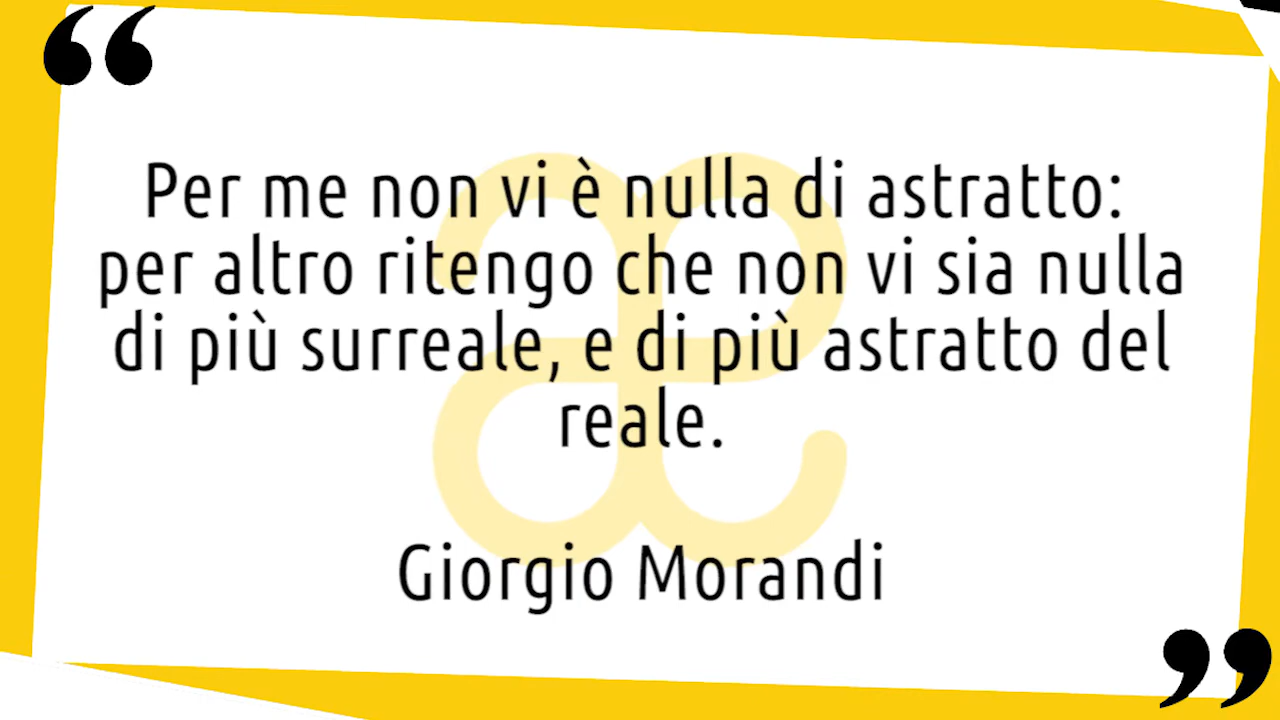 “
Per me non vi è nulla di astratto:
per altro ritengo che non vi sia nulla
di più surreale, e di più astratto del
reale.
Giorgio Morandi
”